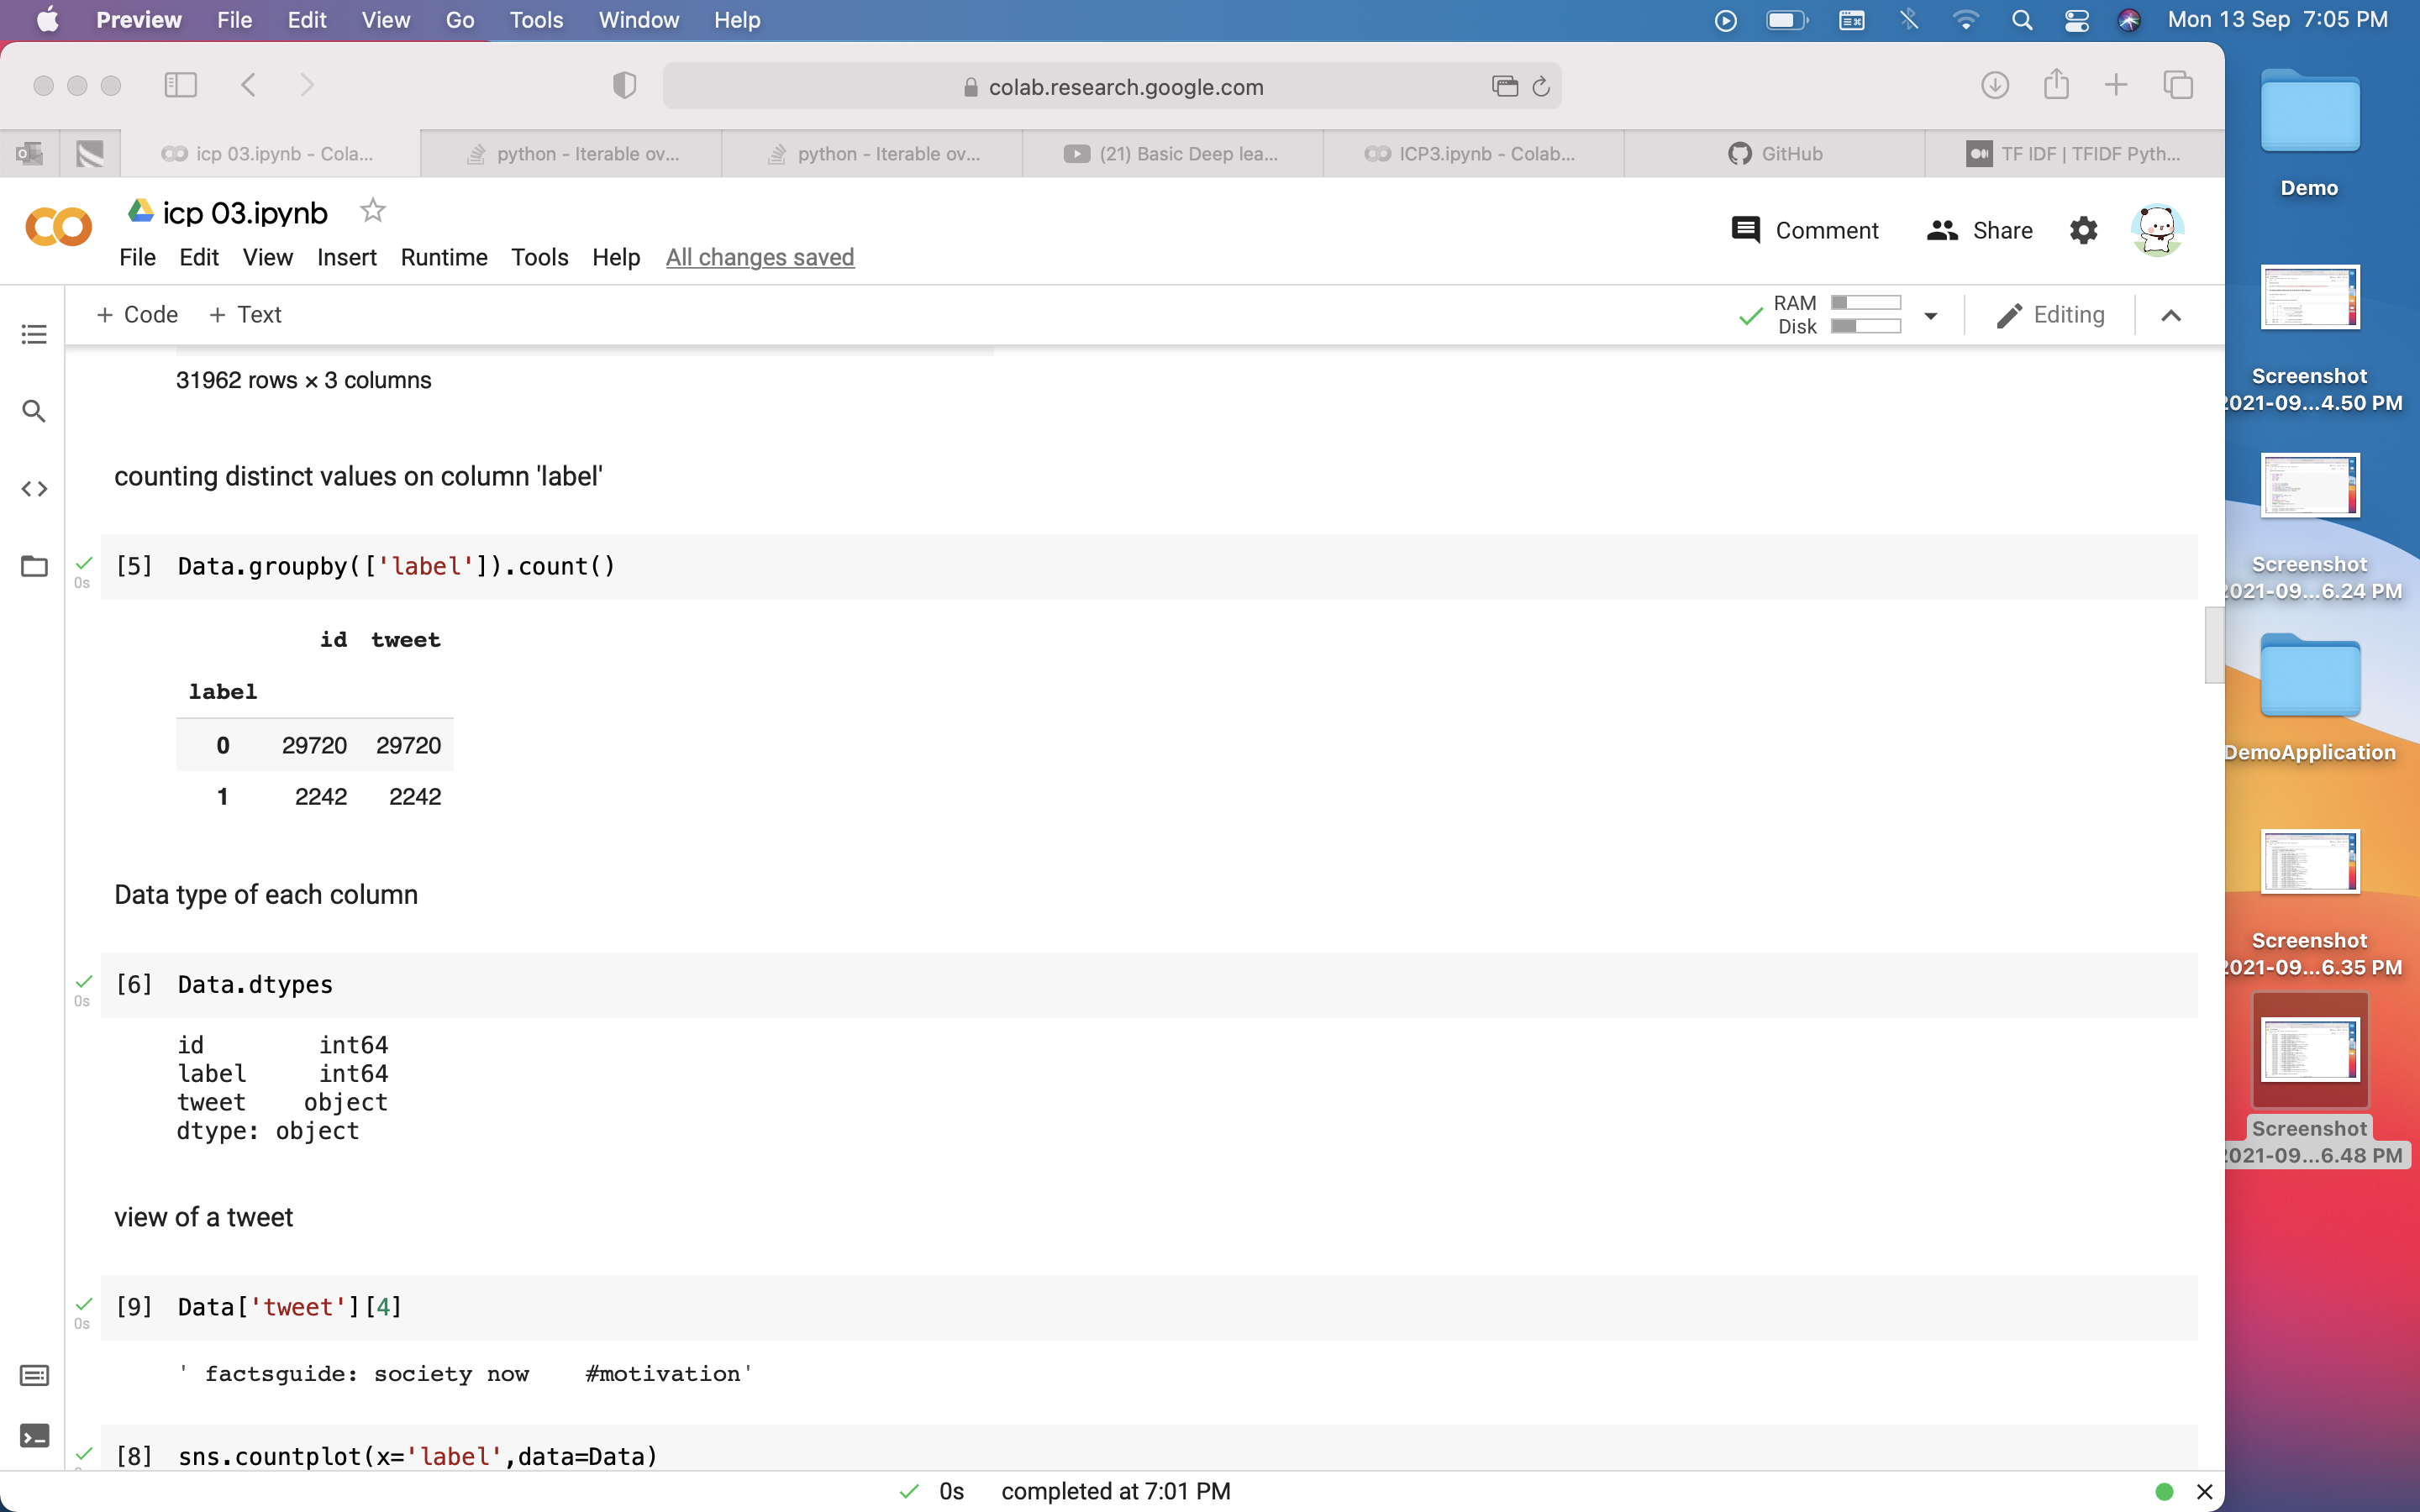 Preview File Edit View Go Tools Window Help Mon 13 Sep 7:05 PM
colab.research.google.com
icp 03.ipynb - Cola... python - Iterable ov... python - Iterable ov... (21) Basic Deep lea... ICP3.ipynb - Colab... GitHub TF IDF | TFIDF Pyth...
icp 03.ipynb
Comment Share
File Edit View Insert Runtime Tools Help All changes saved
+ Code + Text RAM Disk Editing
31962 rows × 3 columns
counting distinct values on column 'label'
[5] Data.groupby(['label']).count()
0s
id tweet
label
0 29720 29720
1 2242 2242
Data type of each column
[6] Data.dtypes
0s
id int64
label int64
tweet object
dtype: object
view of a tweet
[9] Data['tweet'][4]
0s
' factsguide: society now    #motivation'
[8] sns.countplot(x='label',data=Data)
0s completed at 7:01 PM
Demo
Screenshot
2021-09...4.50 PM
Screenshot
2021-09...6.24 PM
DemoApplication
Screenshot
2021-09...6.35 PM
Screenshot
2021-09...6.48 PM